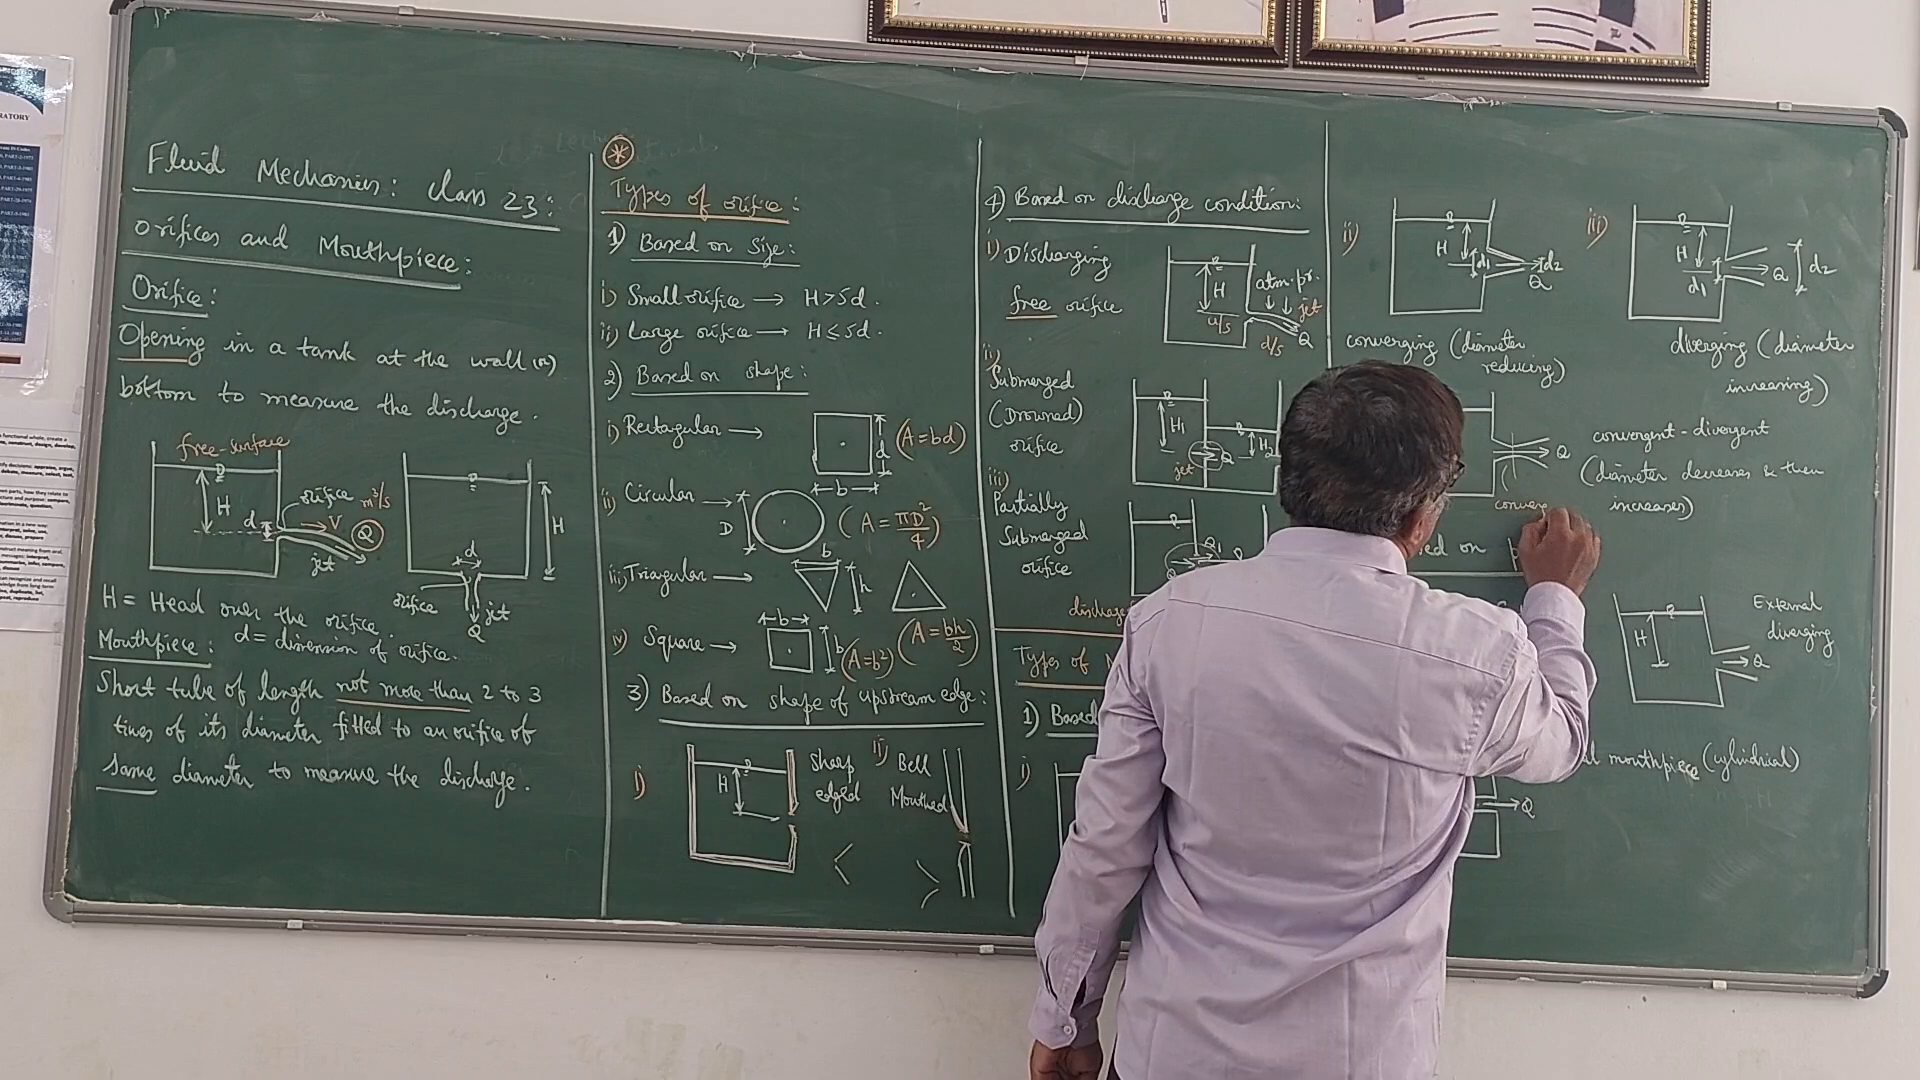 Fluid Mechanics: Class 23:
Orifices and Mouthpiece:
Orifice:
Opening in a tank at the wall (or)
bottom to measure the discharge.
free-surface
H
d
orifice
m³/s
V
Q
jet
H
d
orifice
jet
Q
H = Head over the orifice.
d = dimension of orifice.
Mouthpiece:
Short tube of length not more than 2 to 3
times of its diameter fitted to an orifice of
same diameter to measure the discharge.
*
Types of orifice:
1) Based on Size:
i) Small orifice → H > 5d.
ii) Large orifice → H ≤ 5d.
2) Based on shape:
i) Rectagular → d (A = bd)
b
ii) Circular → D (A = πD²/4)
iii) Triagular → b h
(A = bh/2)
iv) Square → b b (A = b²)
3) Based on shape of upstream edge:
i) H Sharp
edged
ii) Bell
Mouthed
4) Based on discharge condition:
i) Discharging
free orifice
H
u/s
atm. pr.
jet
d/s
Q
ii)
Submerged
(Drowned)
orifice
H1
jet
Q
H2
iii)
Partially
Submerged
orifice
Q1
discharge
Types of
1) Based
i)
ii) H d1 d2 Q
converging (diameter
reducing)
iii) H d1 Q d2
diverging (diameter
increasing)
Q
convergent-divergent
(diameter decreases & then
increases)
on
H
Q
External
diverging
mouthpiece (cylindrical)
Q
RATORY